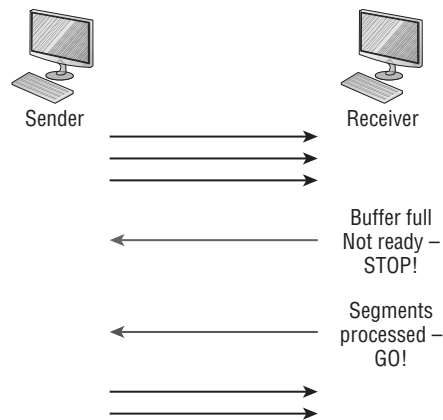 Sender
Receiver
Buffer full
Not ready –
STOP!
Segments
processed –
GO!